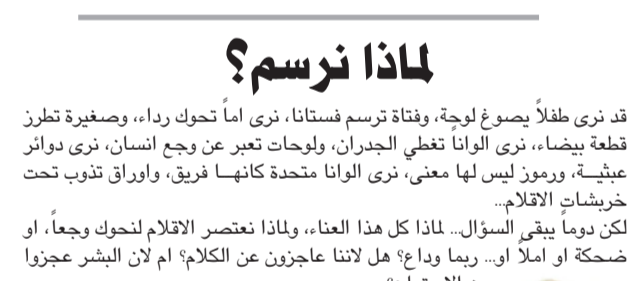 لماذا نرسم؟
قد نرى طفلاً يصوغ لوحة، وفتاة ترسم فستانا، نرى اماً تحوك رداء، وصغيرة تطرز
قطعة بيضاء، نرى الواناً تغطي الجدران، ولوحات تعبر عن وجع انسان، نرى دوائر
عبثيـــة، ورموز ليس لها معنى، نرى الوانا متحدة كانهـــا فريق، واوراق تذوب تحت
خربشات الاقلام...
لكن دوماً يبقى السؤال... لماذا كل هذا العناء، ولماذا نعتصر الاقلام لنحوك وجعاً، او
ضحكة او املاً او... ربما وداع؟ هل لاننا عاجزون عن الكلام؟ ام لان البشر عجزوا